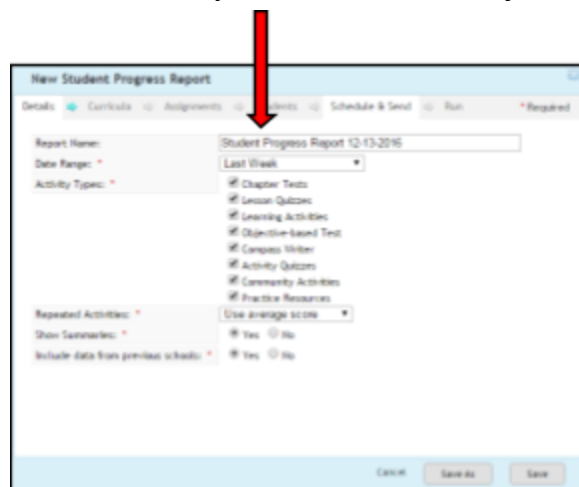 New Student Progress Report
Details Curricula Assignments Students Schedule & Send Run *Required
Report Name: Student Progress Report 12-13-2016
Date Range: * Last Week
Activity Types: * Chapter Tests
Lesson Quizzes
Learning Activities
Objective-based Test
Compass Writer
Activity Quizzes
Community Activities
Practice Resources
Repeated Activities: * Use average score
Show Summaries: * Yes No
Include data from previous schools: * Yes No
Cancel Save As Save